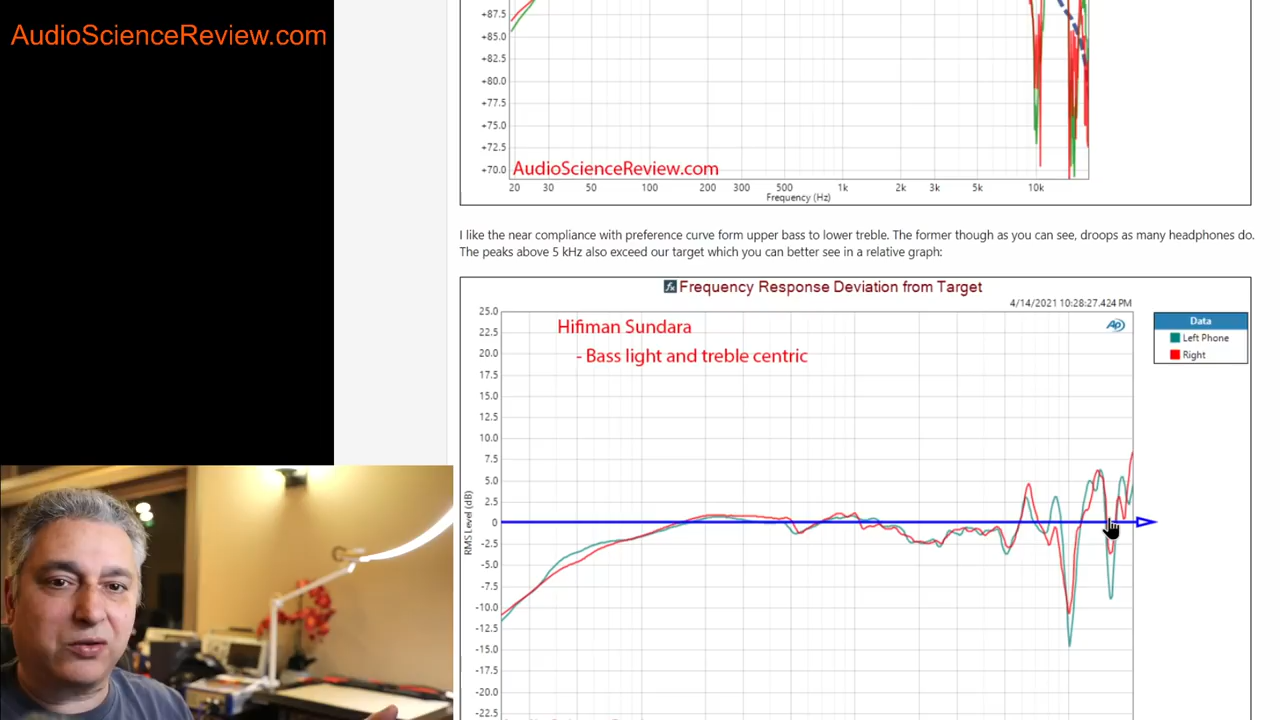 AudioScienceReview.com
+87.5
+85.0
+82.5
+80.0
+77.5
+75.0
+72.5
+70.0
AudioScienceReview.com
20 30 50 100 200 300 500 1k 2k 3k 5k 10k
Frequency (Hz)
I like the near compliance with preference curve form upper bass to lower treble. The former though as you can see, droops as many headphones do.
The peaks above 5 kHz also exceed our target which you can better see in a relative graph:
Frequency Response Deviation from Target
4/14/2021 10:28:27.424 PM
25.0
22.5
20.0
17.5
15.0
12.5
10.0
7.5
5.0
2.5
0
-2.5
-5.0
-7.5
-10.0
-12.5
-15.0
-17.5
-20.0
-22.5
RMS Level (dB)
Hifiman Sundara
- Bass light and treble centric
AP
Data
Left Phone
Right